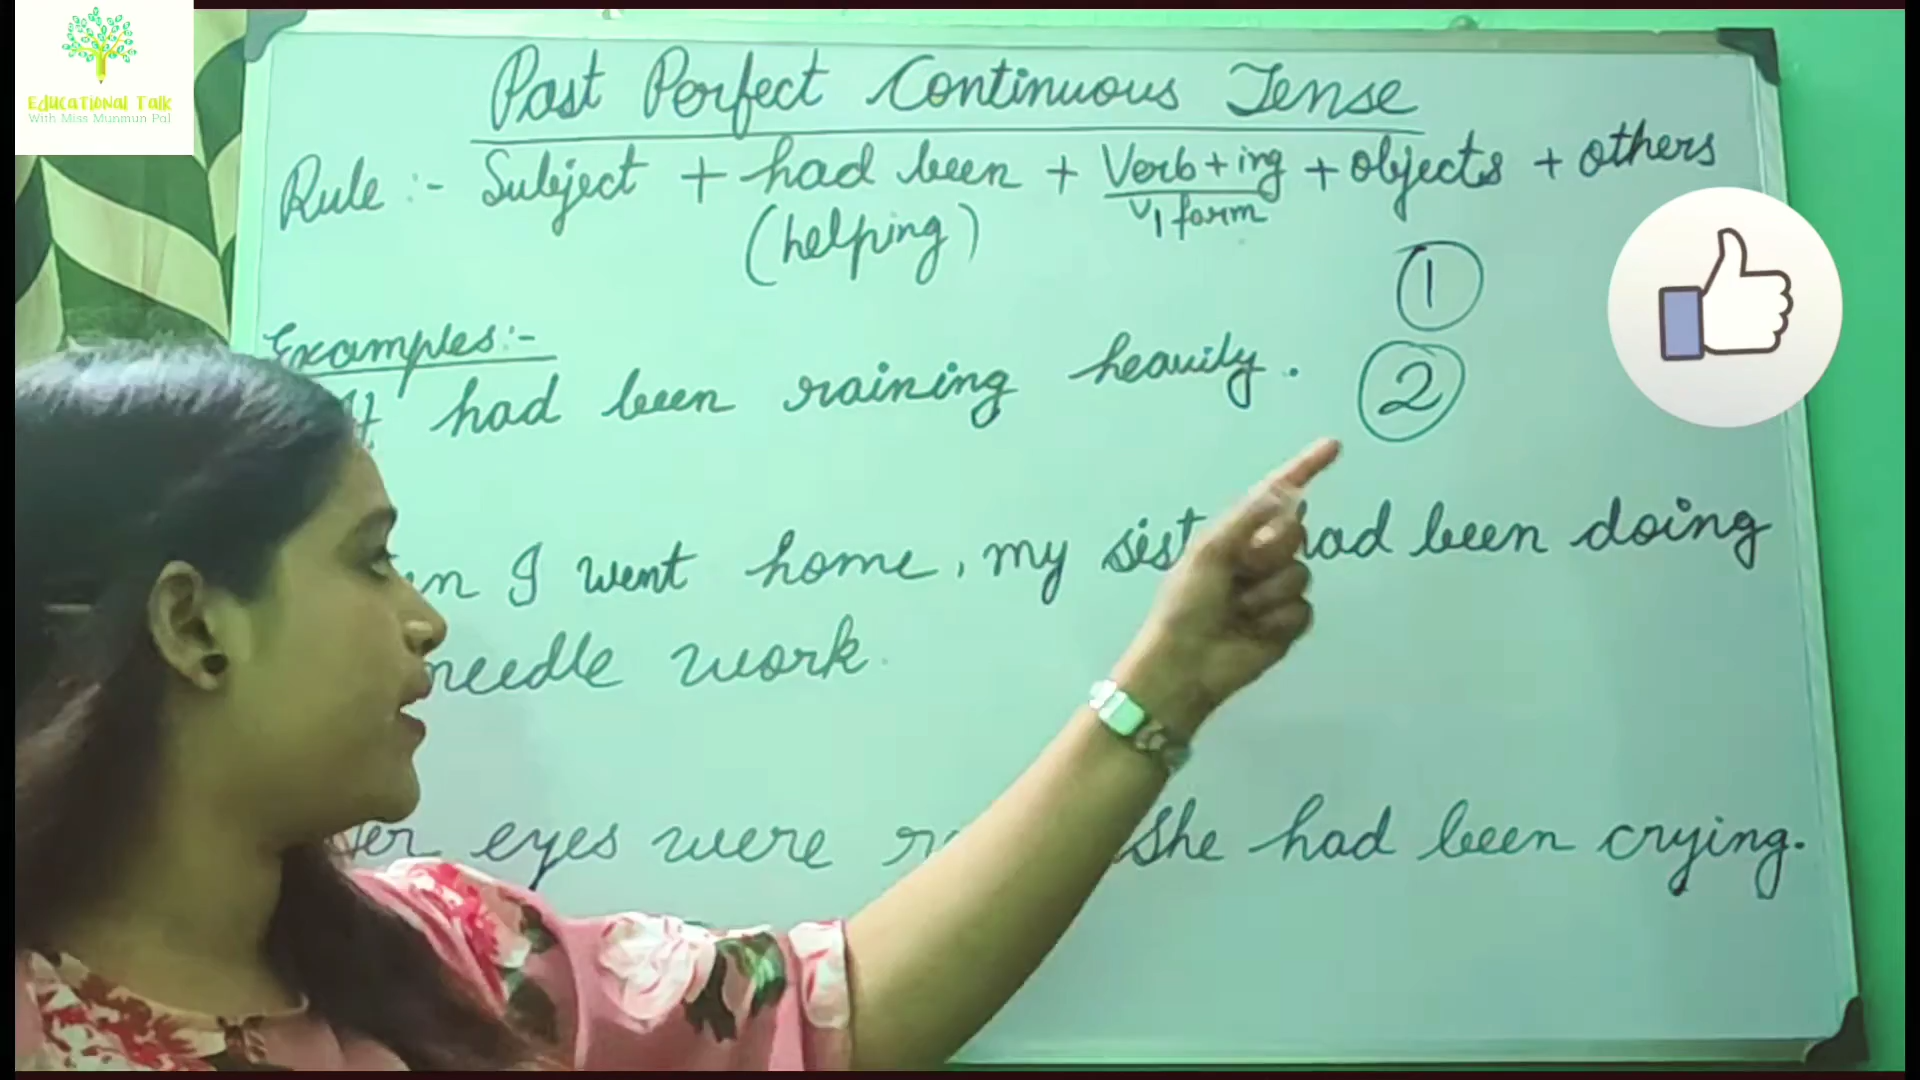 Educational Talk
With Miss Munmun Pal
Past Perfect Continuous Tense
Rule :- Subject + had been + Verb + ing + objects + others
(helping) V1 form
1
Examples:-
It had been raining heavily. 2
I went home, my had been doing
needle work.
eyes were She had been crying.